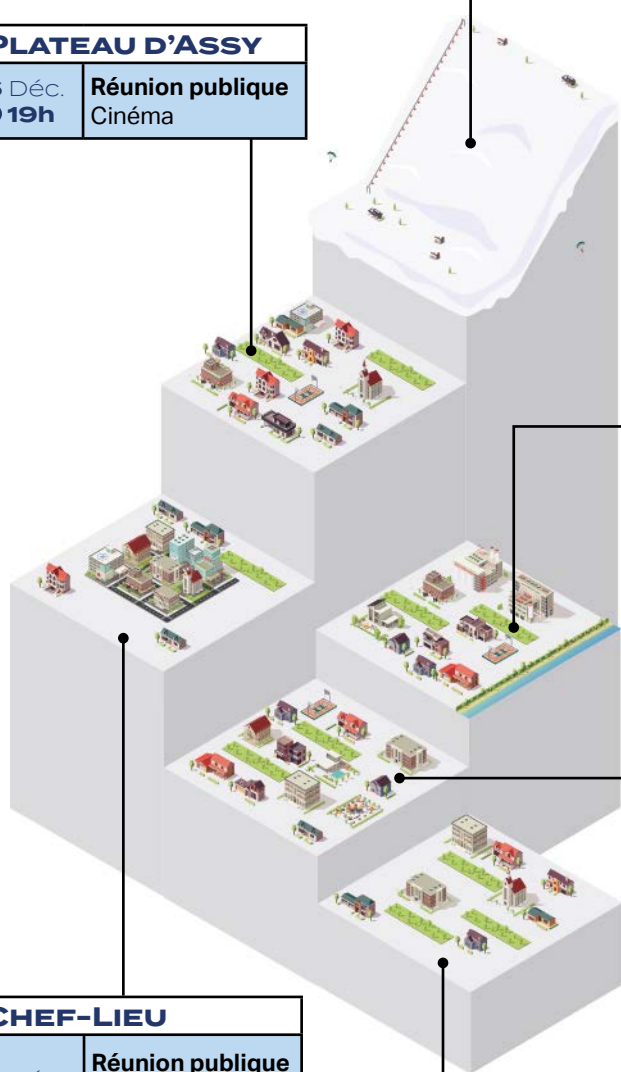 PLATEAU D'ASSY
Déc.
19h
Réunion publique
Cinéma
CHEF-LIEU
Réunion publique